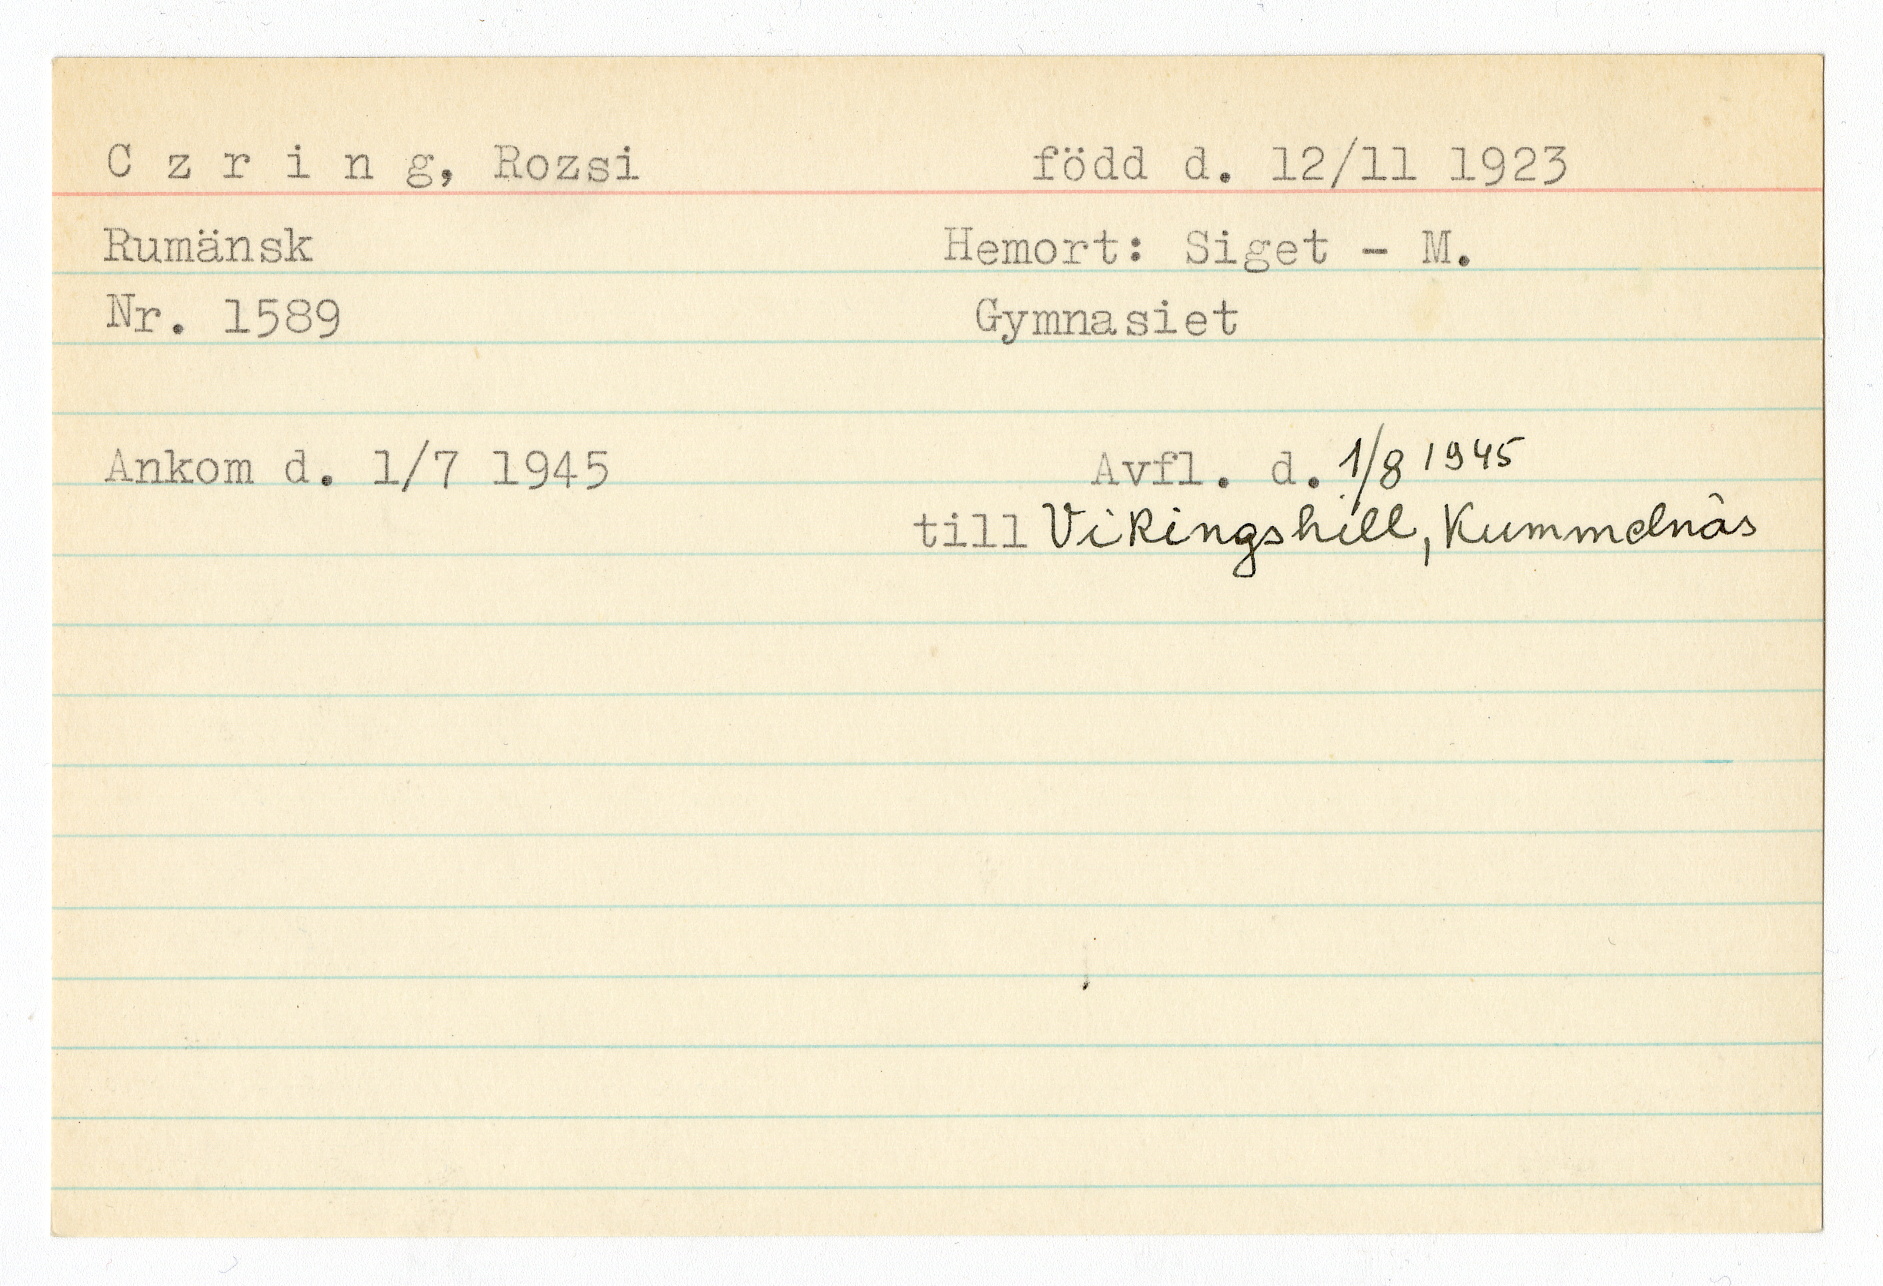 C z r i n g, Rozsi född d. 12/11 1923
Rumänsk Hemort: Siget - M.
Nr. 1589 Gymnasiet
Ankom d. 1/7 1945 Avfl. d. 1/8 1945
till Vikingshill, Kummelnäs